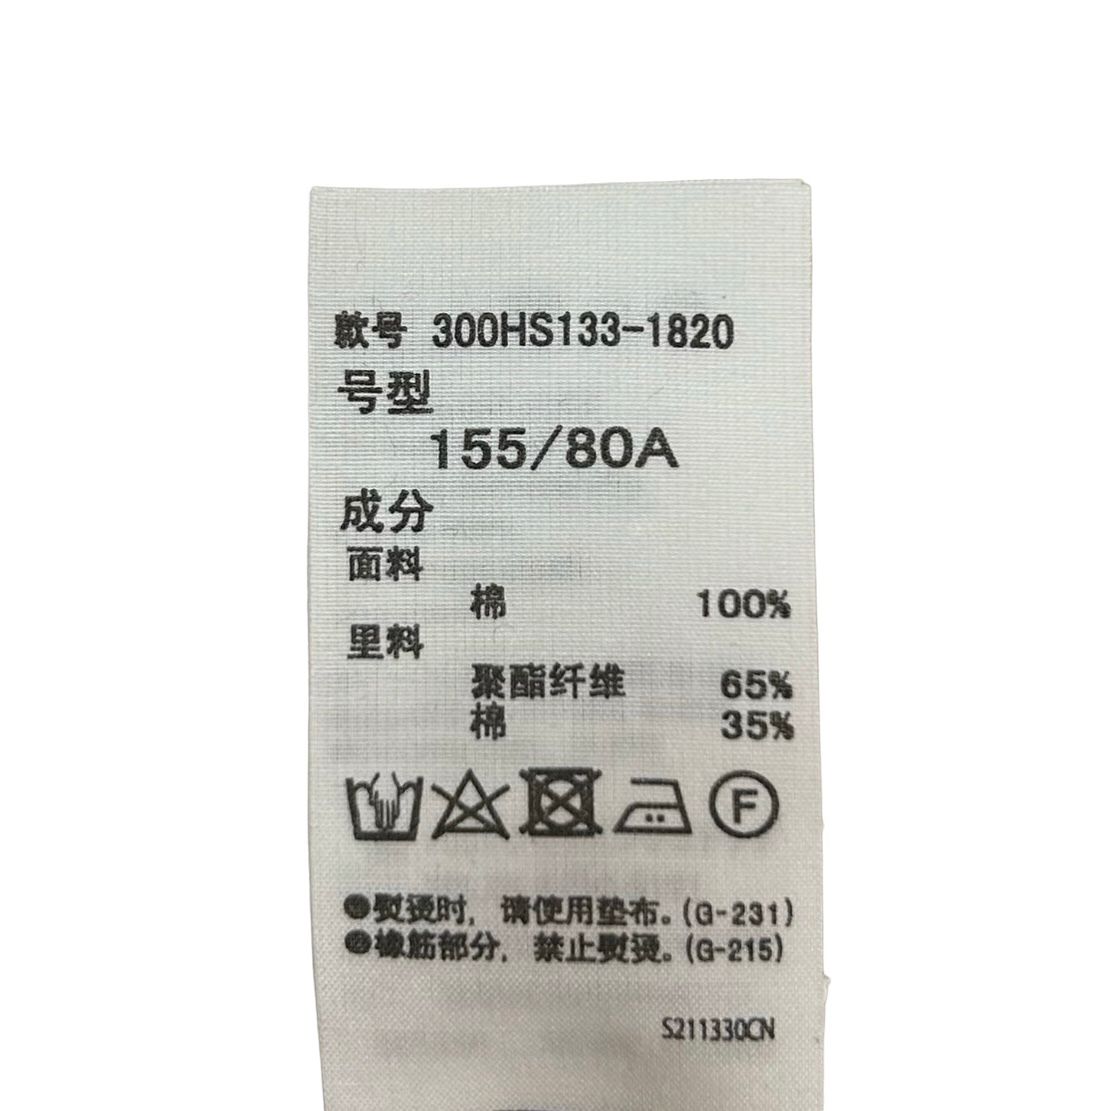 款号 300HS133-1820
号型
155/80A
成分
面料
棉 100%
里料
聚酯纤维 65%
棉 35%
F
●熨烫时，请使用垫布。(G-231)
●橡筋部分，禁止熨烫。(G-215)
S211330CN